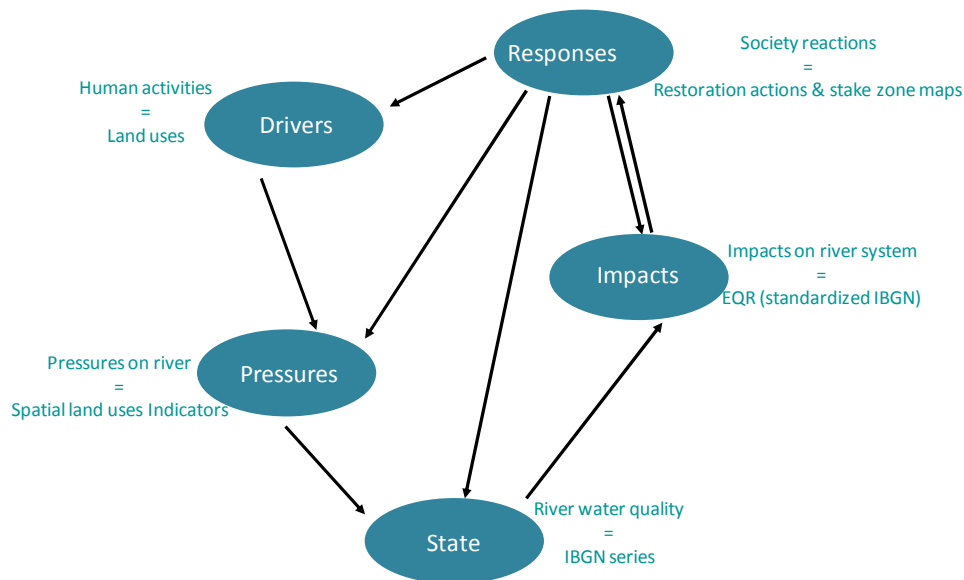 Responses
Society reactions
=
Restoration actions & stake zone maps
Human activities
=
Land uses
Drivers
Impacts
Impacts on river system
=
EQR (standardized IBGN)
Pressures on river
=
Spatial land uses Indicators
Pressures
State
River water quality
=
IBGN series